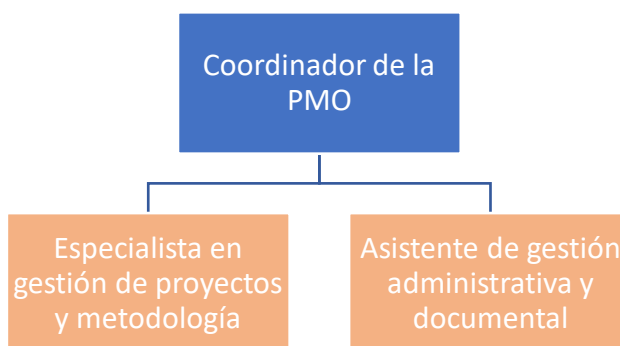 Coordinador de la
PMO
Especialista en
gestión de proyectos
y metodología
Asistente de gestión
administrativa y
documental